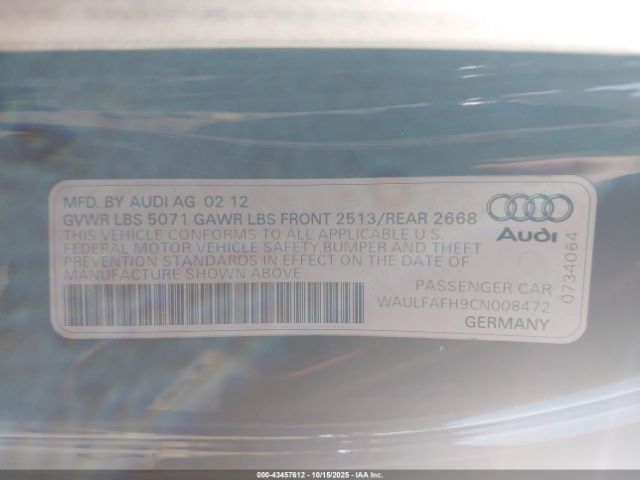 MFD. BY AUDI AG 02 12
GVWR LBS 5071 GAWR LBS FRONT 2513/REAR 2668
THIS VEHICLE CONFORMS TO ALL APPLICABLE U S
FEDERAL MOTOR VEHICLE SAFETY, BUMPER AND THEFT
PREVENTION STANDARDS IN EFFECT ON THE DATE OF
MANUFACTURE SHOWN ABOVE
Audi
0734064
PASSENGER CAR
WAULFAFH9CN008472
GERMANY
000-43457612 - 10/15/2025 - IAA Inc.